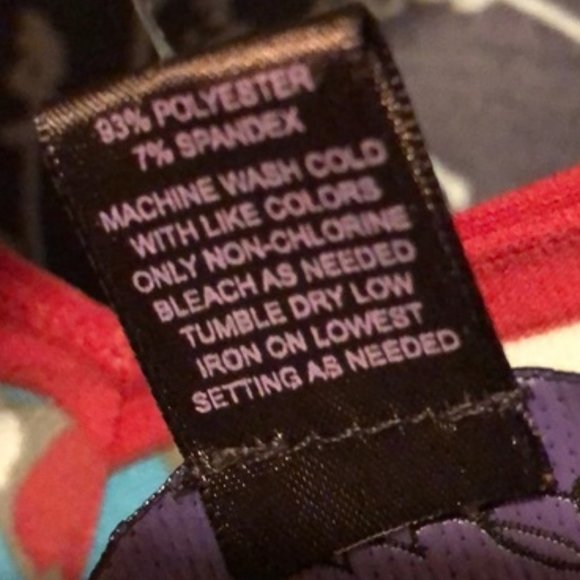 93% POLYESTER
7% SPANDEX
MACHINE WASH COLD
WITH LIKE COLORS
ONLY NON-CHLORINE
BLEACH AS NEEDED
TUMBLE DRY LOW
IRON ON LOWEST
SETTING AS NEEDED